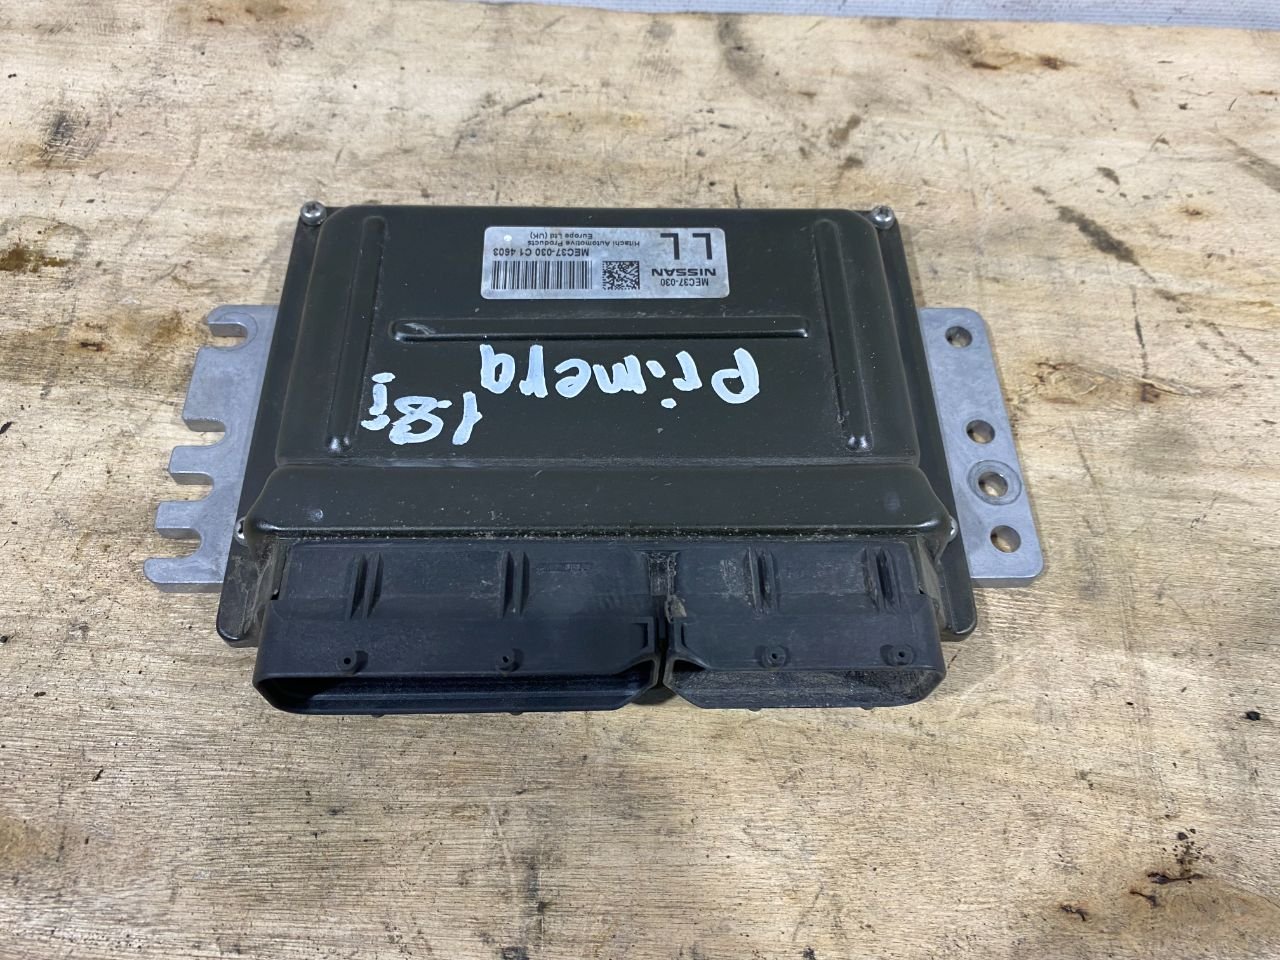 MEC37-030
NISSAN
LL
MEC37-030 C1 4603
Hitachi Automotive Products
Europe Ltd (UK)
Primera
1.8i